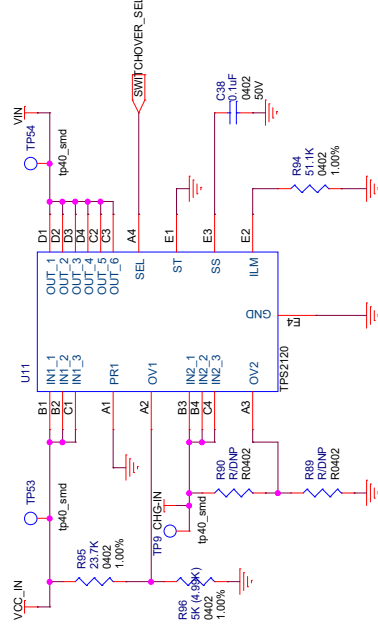 VCC_IN
TP53
tp40_smd
R95
23.7K
0402
1.00%
R96
5K (4.99K)
0402
1.00%
TP9
CHG-IN
tp40_smd
R90
R/DNP
R0402
R89
R/DNP
R0402
U11
B1
B2
C1
A1
A2
B3
B4
C4
A3
IN1_1
IN1_2
IN1_3
PR1
OV1
IN2_1
IN2_2
IN2_3
OV2
OUT_1
OUT_2
OUT_3
OUT_4
OUT_5
OUT_6
SEL
ST
SS
ILM
GND
TPS2120
E4
D1
D2
D3
D4
C2
C3
A4
E1
E3
E2
VIN
TP54
tp40_smd
SWITCHOVER_SEL
C38
0.1uF
0402
50V
R94
51.1K
0402
1.00%